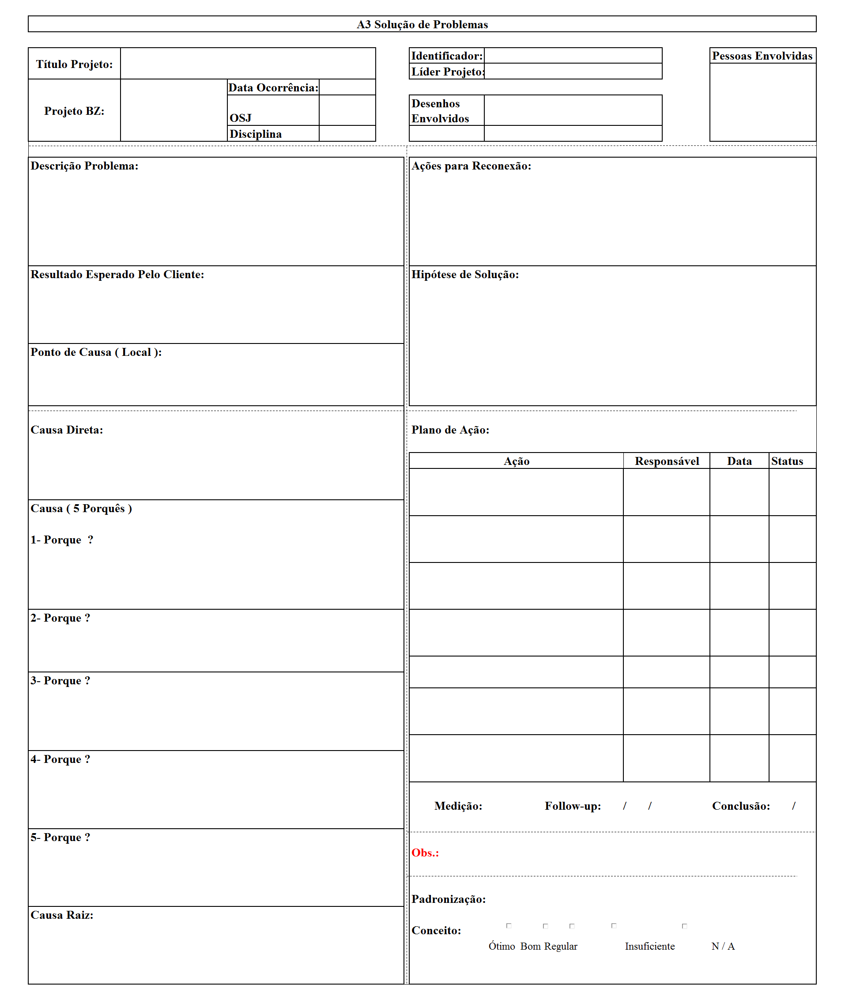 A3 Solução de Problemas
Título Projeto:
Identificador:
Pessoas Envolvidas
Líder Projeto:
Projeto BZ:
Data Ocorrência:
OSJ
Disciplina
Desenhos
Envolvidos
Descrição Problema:
Resultado Esperado Pelo Cliente:
Ponto de Causa ( Local ):
Causa Direta:
Causa ( 5 Porquês )
1- Porque  ?
2- Porque ?
3- Porque ?
4- Porque ?
5- Porque ?
Causa Raiz:
Ações para Reconexão:
Hipótese de Solução:
Plano de Ação:
Ação Responsável Data Status
Medição: Follow-up: / / Conclusão: /
Obs.:
Padronização:
Conceito:
Ótimo Bom Regular Insuficiente N / A